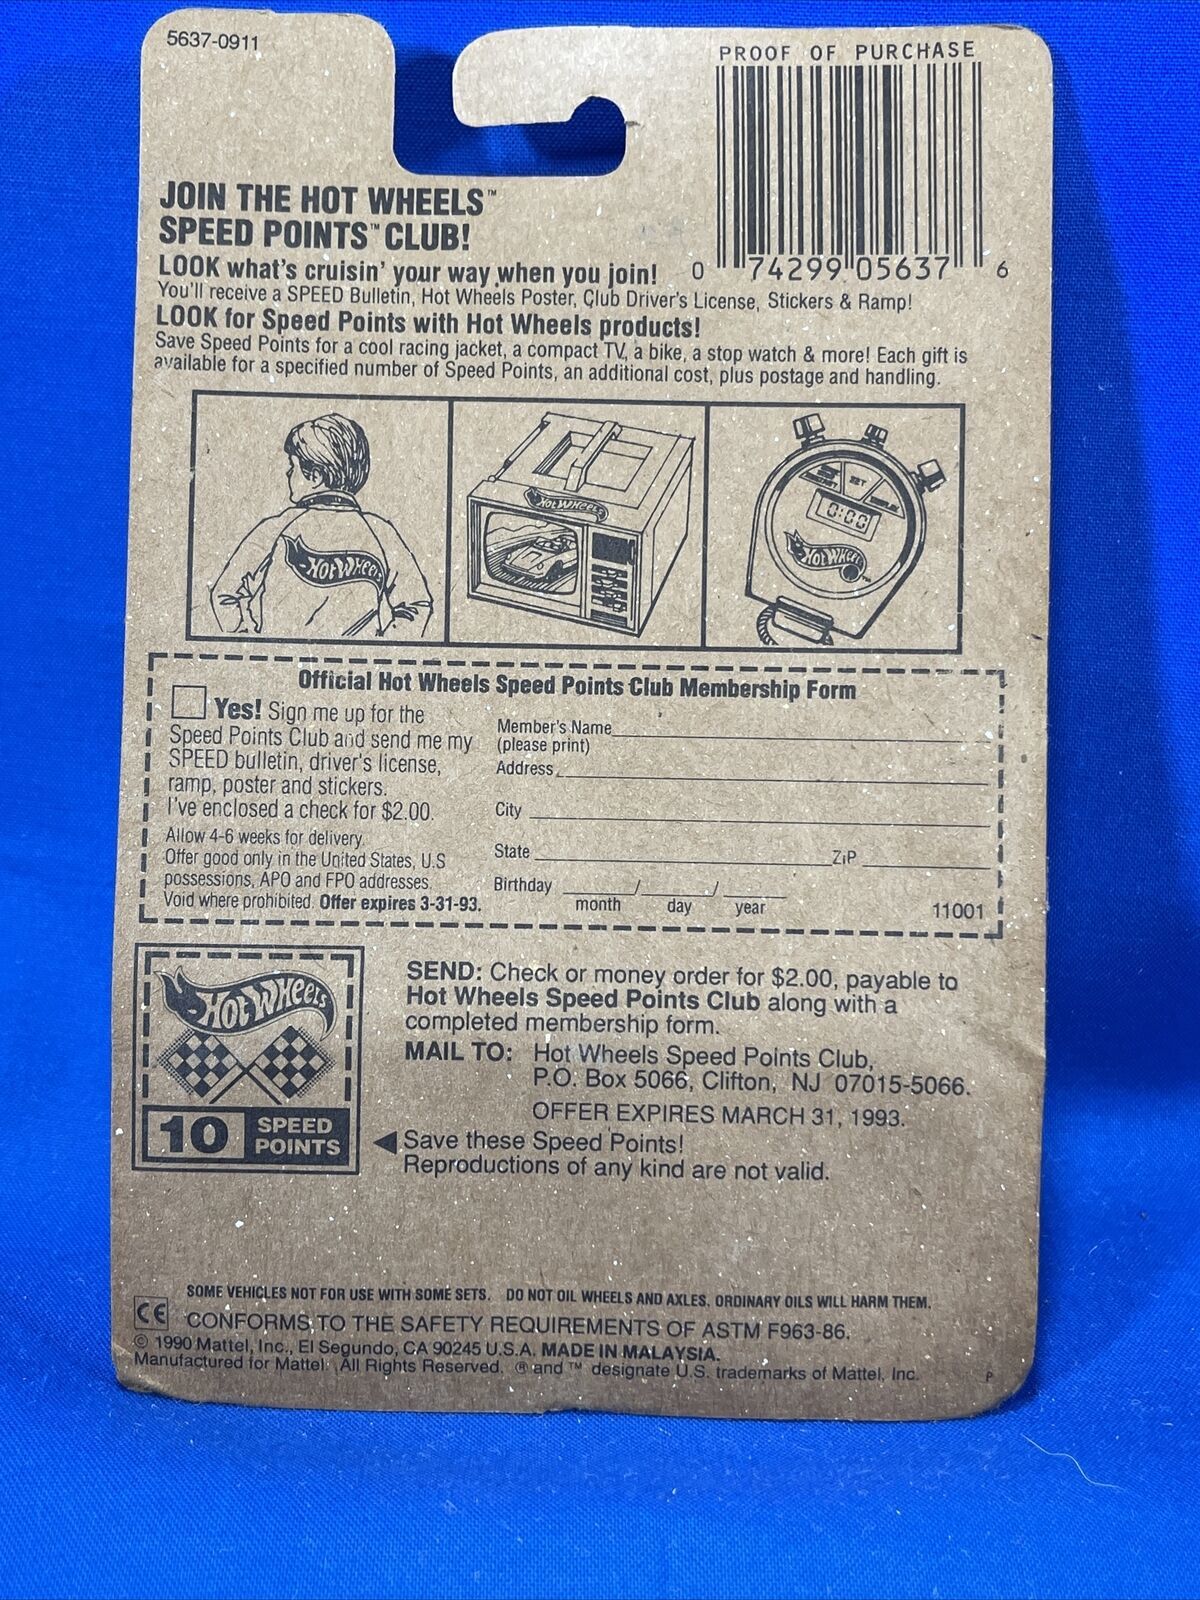 5637-0911
PROOF OF PURCHASE
0 74299 05637 6
JOIN THE HOT WHEELS™
SPEED POINTS™ CLUB!
LOOK what's cruisin' your way when you join!
You'll receive a SPEED Bulletin, Hot Wheels Poster, Club Driver's License, Stickers & Ramp!
LOOK for Speed Points with Hot Wheels products!
Save Speed Points for a cool racing jacket, a compact TV, a bike, a stop watch & more! Each gift is
available for a specified number of Speed Points, an additional cost, plus postage and handling.
Hot Wheels
Hot Wheels
SET
0:00
Hot Wheels
Official Hot Wheels Speed Points Club Membership Form
Yes! Sign me up for the
Speed Points Club and send me my
SPEED bulletin, driver's license,
ramp, poster and stickers.
I've enclosed a check for $2.00.
Allow 4-6 weeks for delivery.
Offer good only in the United States, U.S
possessions, APO and FPO addresses.
Void where prohibited. Offer expires 3-31-93.
Member's Name
(please print)
Address
City
State ZiP
Birthday / /
month day year
11001
Hot Wheels
10 SPEED
POINTS
SEND: Check or money order for $2.00, payable to
Hot Wheels Speed Points Club along with a
completed membership form.
MAIL TO: Hot Wheels Speed Points Club,
P.O. Box 5066, Clifton, NJ 07015-5066.
OFFER EXPIRES MARCH 31, 1993.
Save these Speed Points!
Reproductions of any kind are not valid.
SOME VEHICLES NOT FOR USE WITH SOME SETS. DO NOT OIL WHEELS AND AXLES. ORDINARY OILS WILL HARM THEM.
CE CONFORMS TO THE SAFETY REQUIREMENTS OF ASTM F963-86.
© 1990 Mattel, Inc., El Segundo, CA 90245 U.S.A. MADE IN MALAYSIA.
Manufactured for Mattel. All Rights Reserved. ® and ™ designate U.S. trademarks of Mattel, Inc.
P